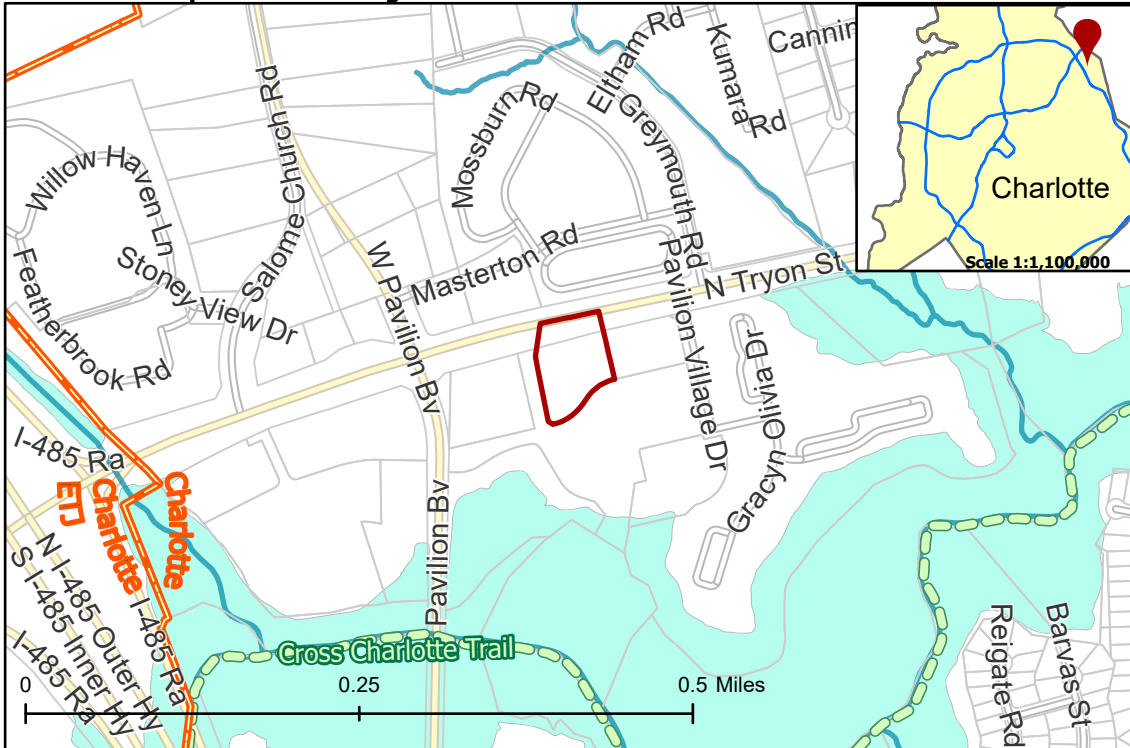 Eltham Rd
Kumara Rd
Cannin
Salome Church Rd
Mossburn Rd
Greymouth Rd
Charlotte
Scale 1:1,100,000
Willow Haven Ln
Featherbrook Rd
Stoney View Dr
W Pavilion Bv
Masterton Rd
N Tryon St
Pavilion Village Dr
Gracyn Olivia Dr
I-485 Ra
Charlotte
ETJ
Charlotte
N I-485 Outer Hy
S I-485 Inner Hy
I-485 Ra
I-485 Ra
Pavilion Bv
Cross Charlotte Trail
Reigate Rd
Barvas St
0 0.25 0.5 Miles